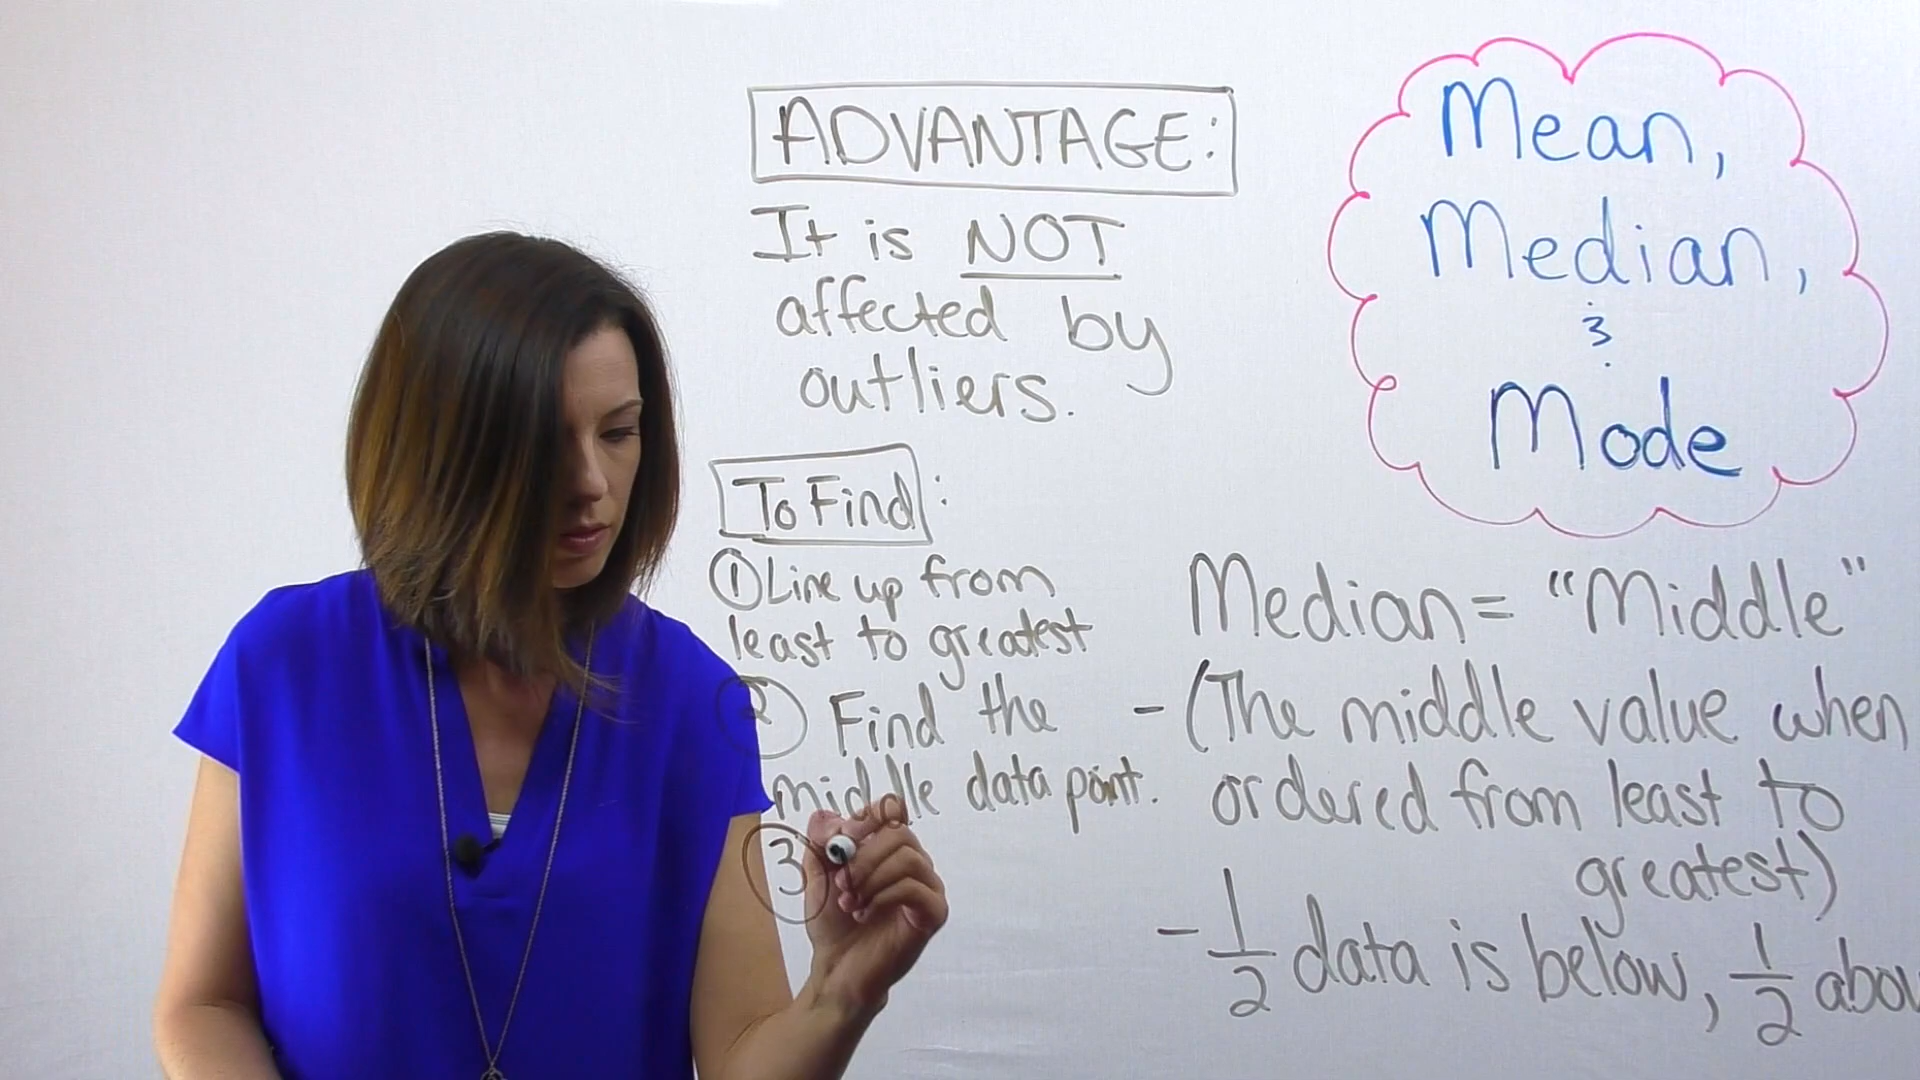 ADVANTAGE:
It is NOT
affected by
outliers.
To Find:
① Line up from
least to greatest
② Find the
middle data point.
③
Mean,
Median,
&
Mode
Median = "Middle"
- (The middle value when
ordered from least to
greatest)
- 1/2 data is below, 1/2 abov